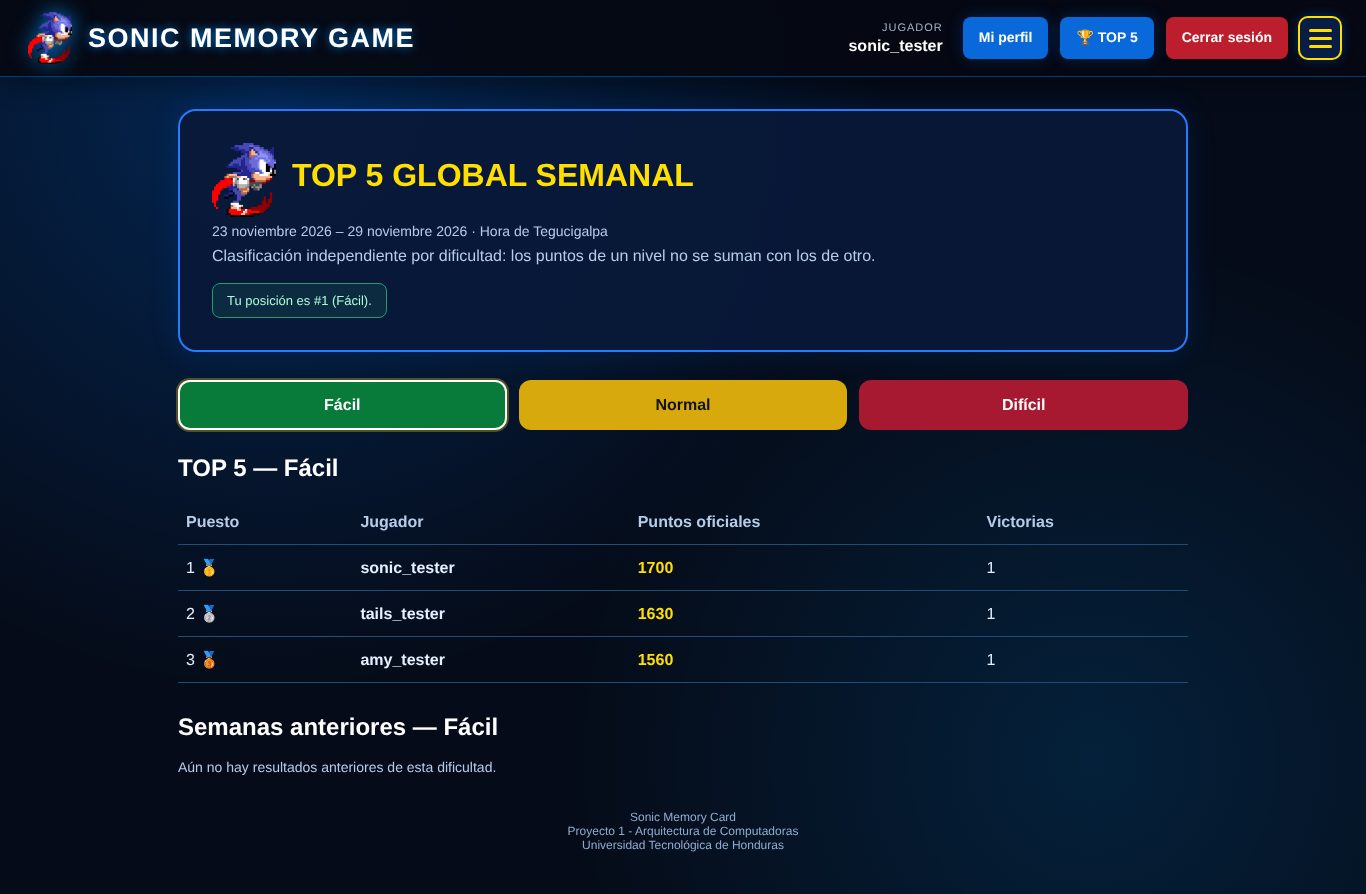 SONIC MEMORY GAME
JUGADOR
sonic_tester
Mi perfil
🏆 TOP 5
Cerrar sesión
TOP 5 GLOBAL SEMANAL
23 noviembre 2026 – 29 noviembre 2026 · Hora de Tegucigalpa
Clasificación independiente por dificultad: los puntos de un nivel no se suman con los de otro.
Tu posición es #1 (Fácil).
Fácil Normal Difícil
TOP 5 — Fácil
Puesto Jugador Puntos oficiales Victorias
1 🥇 sonic_tester 1700 1
2 🥈 tails_tester 1630 1
3 🥉 amy_tester 1560 1
Semanas anteriores — Fácil
Aún no hay resultados anteriores de esta dificultad.
Sonic Memory Card
Proyecto 1 - Arquitectura de Computadoras
Universidad Tecnológica de Honduras